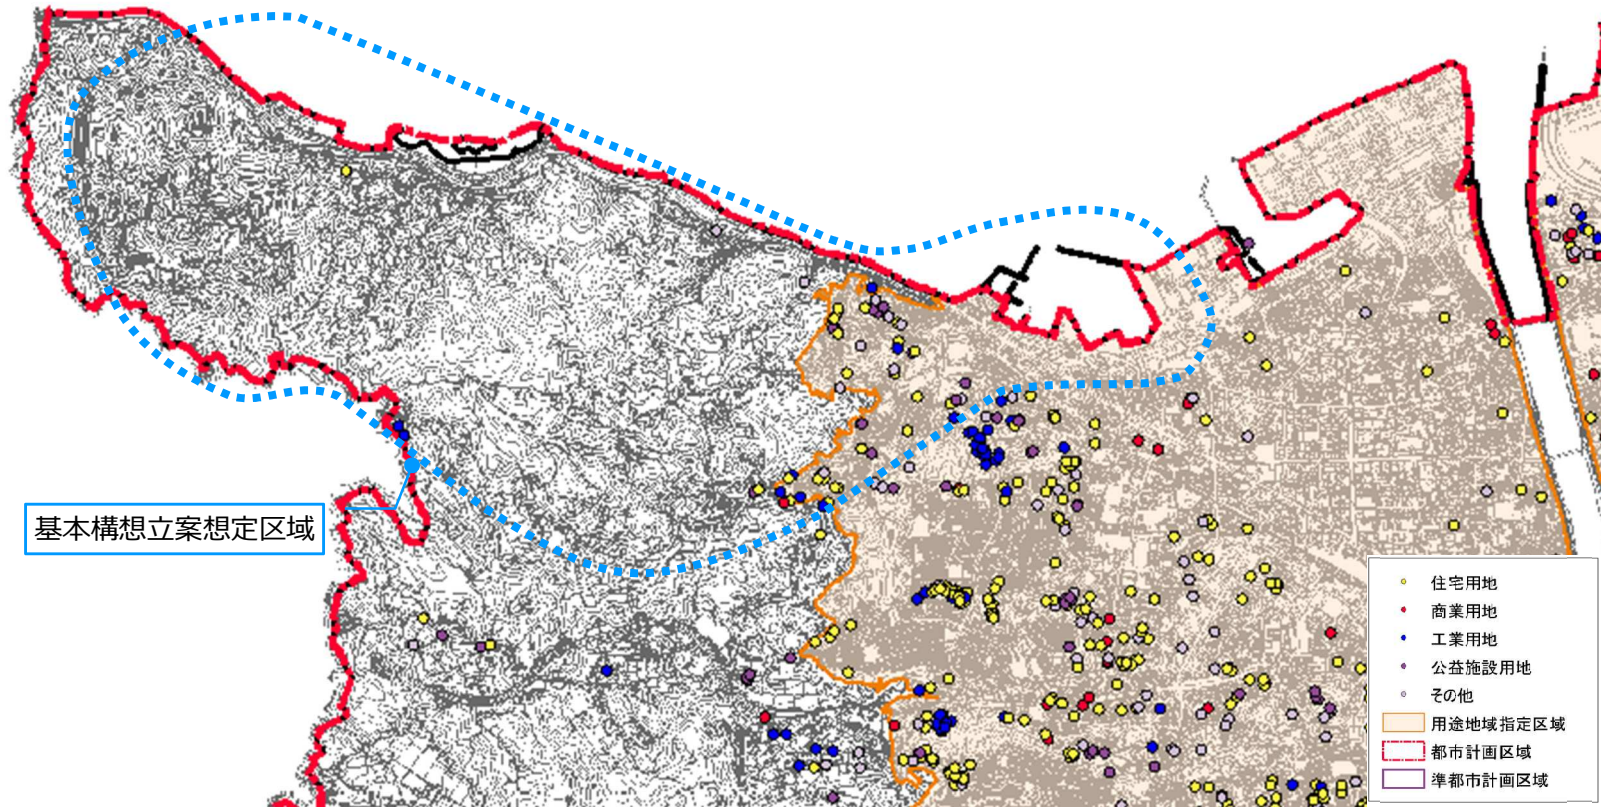 基本構想立案想定区域
住宅用地
商業用地
工業用地
公益施設用地
その他
用途地域指定区域
都市計画区域
準都市計画区域